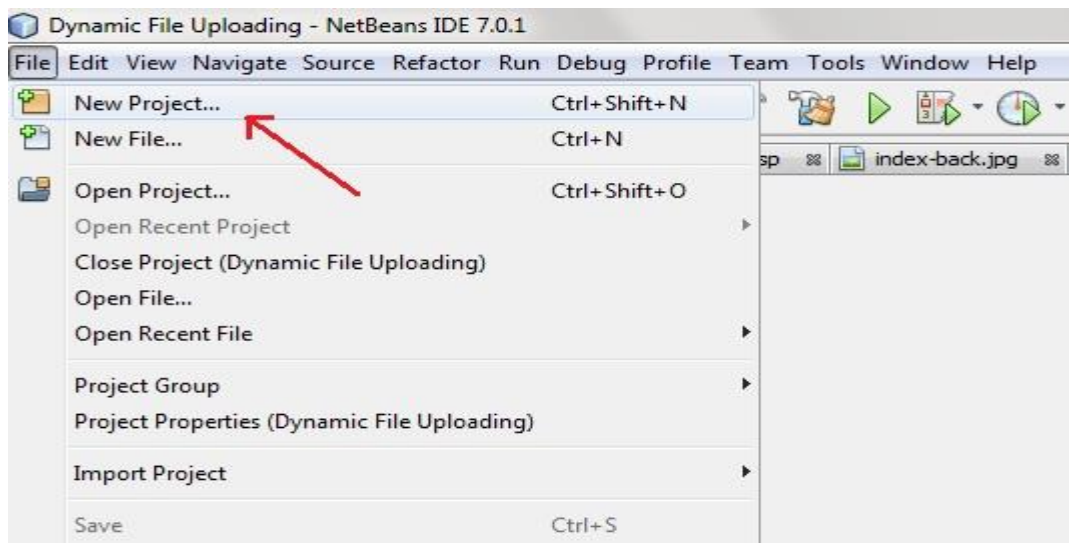 Dynamic File Uploading - NetBeans IDE 7.0.1
File Edit View Navigate Source Refactor Run Debug Profile Team Tools Window Help
New Project... Ctrl+Shift+N
New File... Ctrl+N
sp index-back.jpg
Open Project... Ctrl+Shift+O
Open Recent Project
Close Project (Dynamic File Uploading)
Open File...
Open Recent File
Project Group
Project Properties (Dynamic File Uploading)
Import Project
Save Ctrl+S